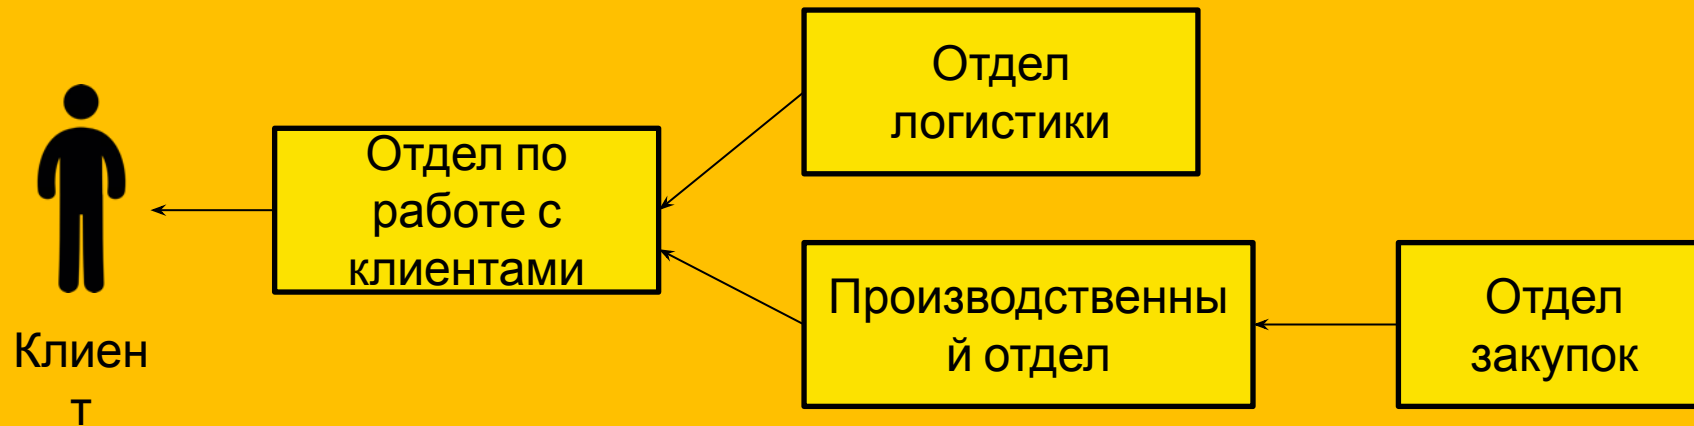 Отдел
логистики
Отдел по
работе с
клиентами
Производственны
й отдел
Отдел
закупок
Клиен
т